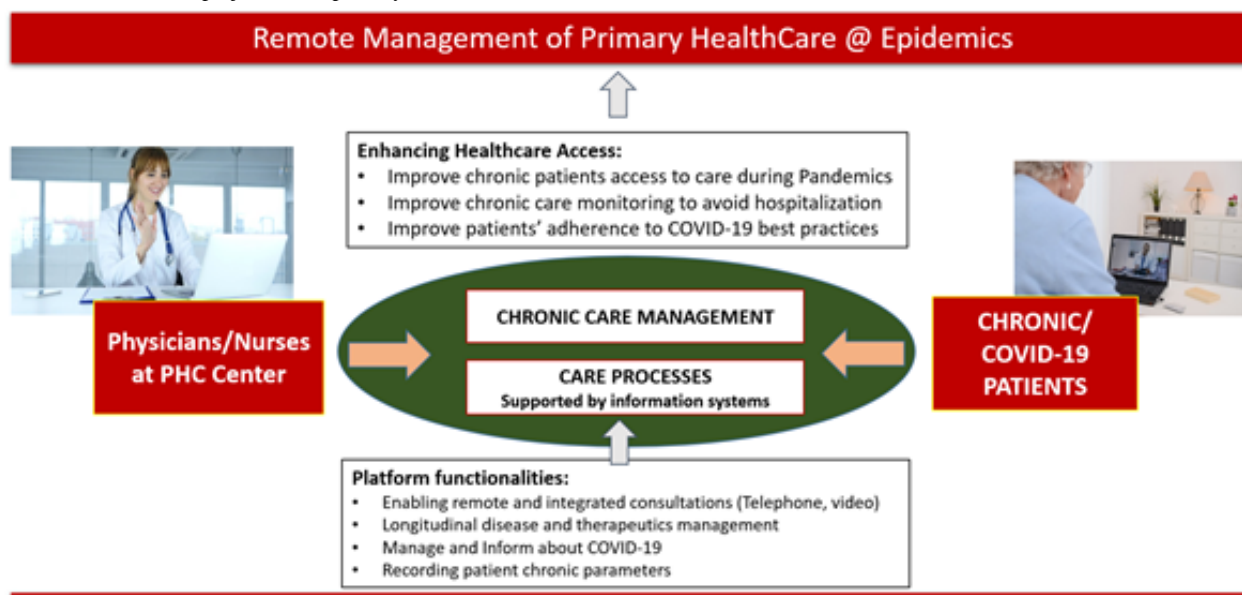 Remote Management of Primary HealthCare @ Epidemics
Enhancing Healthcare Access:
• Improve chronic patients access to care during Pandemics
• Improve chronic care monitoring to avoid hospitalization
• Improve patients' adherence to COVID-19 best practices
Physicians/Nurses
at PHC Center
CHRONIC CARE MANAGEMENT
CARE PROCESSES
Supported by information systems
CHRONIC/
COVID-19
PATIENTS
Platform functionalities:
• Enabling remote and integrated consultations (Telephone, video)
• Longitudinal disease and therapeutics management
• Manage and Inform about COVID-19
• Recording patient chronic parameters